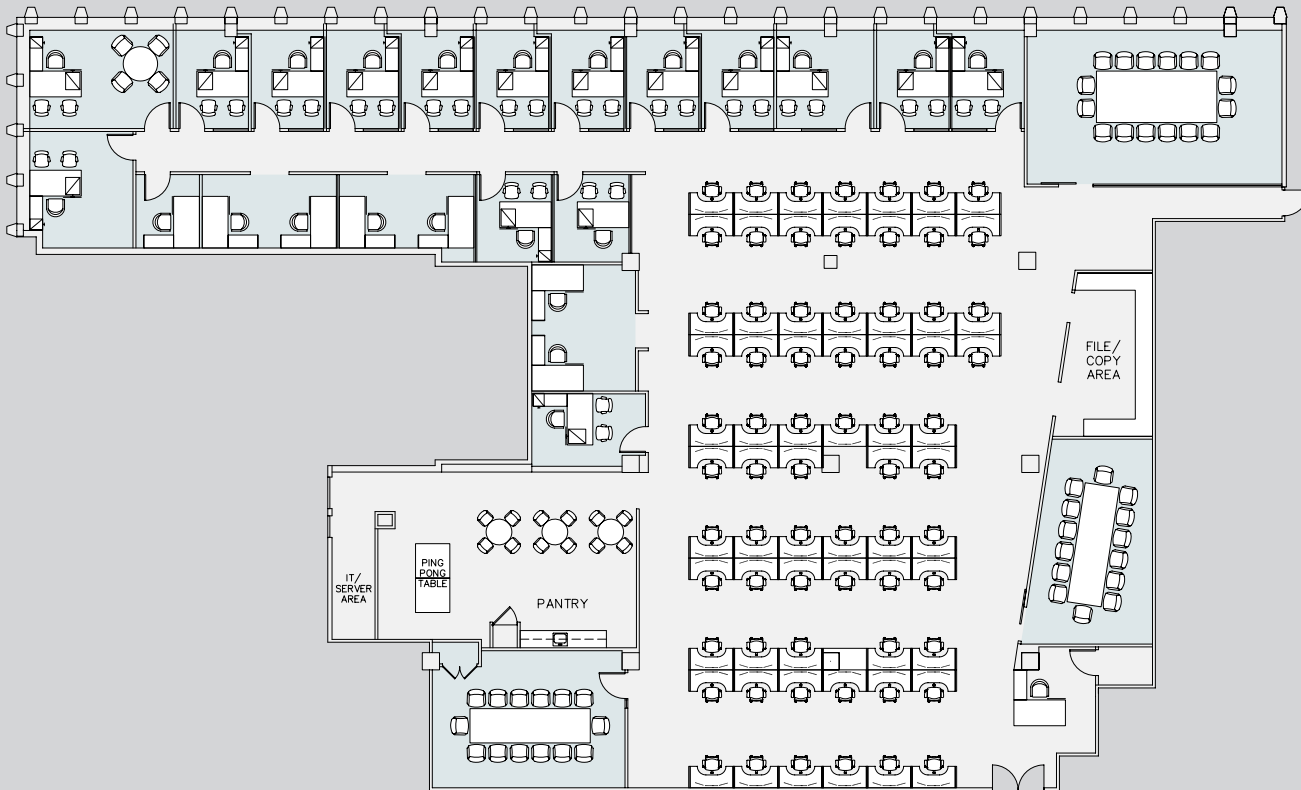 FILE/
COPY
AREA
PING
PONG
TABLE
IT/
SERVER
AREA
PANTRY